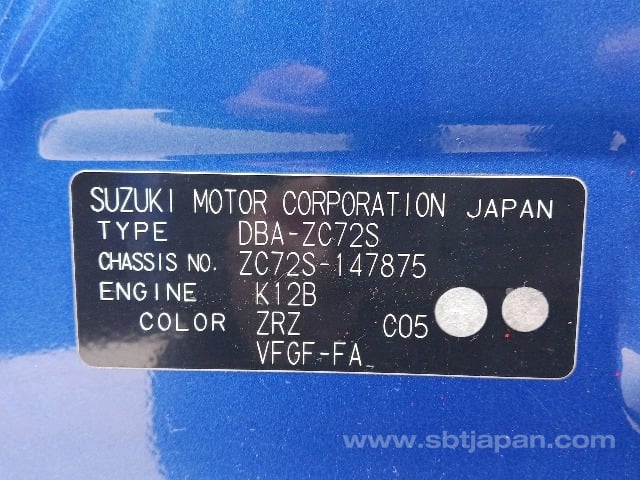 SUZUKI MOTOR CORPORATION JAPAN
TYPE DBA-ZC72S
CHASSIS NO. ZC72S-147875
ENGINE K12B
COLOR ZRZ C05
VFGF-FA
www.sbtjapan.com